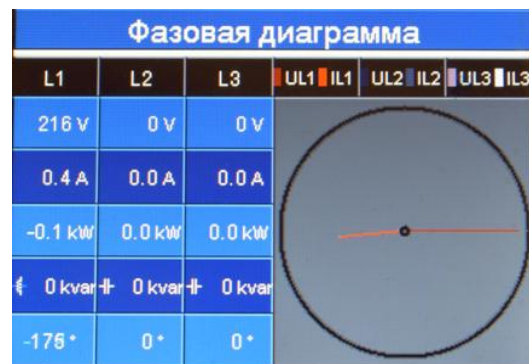 Фазовая диаграмма
L1 L2 L3 UL1 IL1 UL2 IL2 UL3 IL3
216 V 0 V 0 V
0.4 A 0.0 A 0.0 A
-0.1 kW 0.0 kW 0.0 kW
0 kvar 0 kvar 0 kvar
-175° 0° 0°